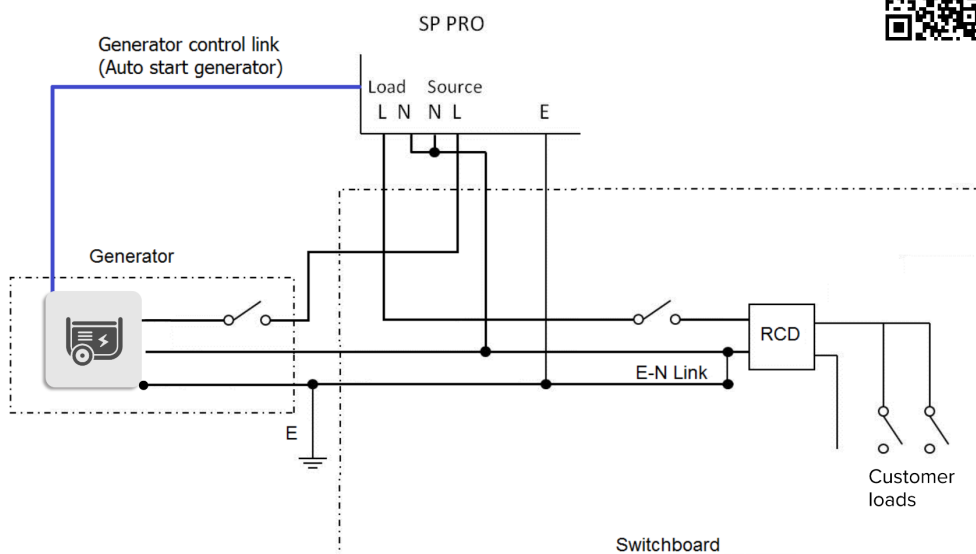 SP PRO
Generator control link
(Auto start generator)
Load Source
L N N L E
Generator
RCD
E-N Link
E
Customer
loads
Switchboard